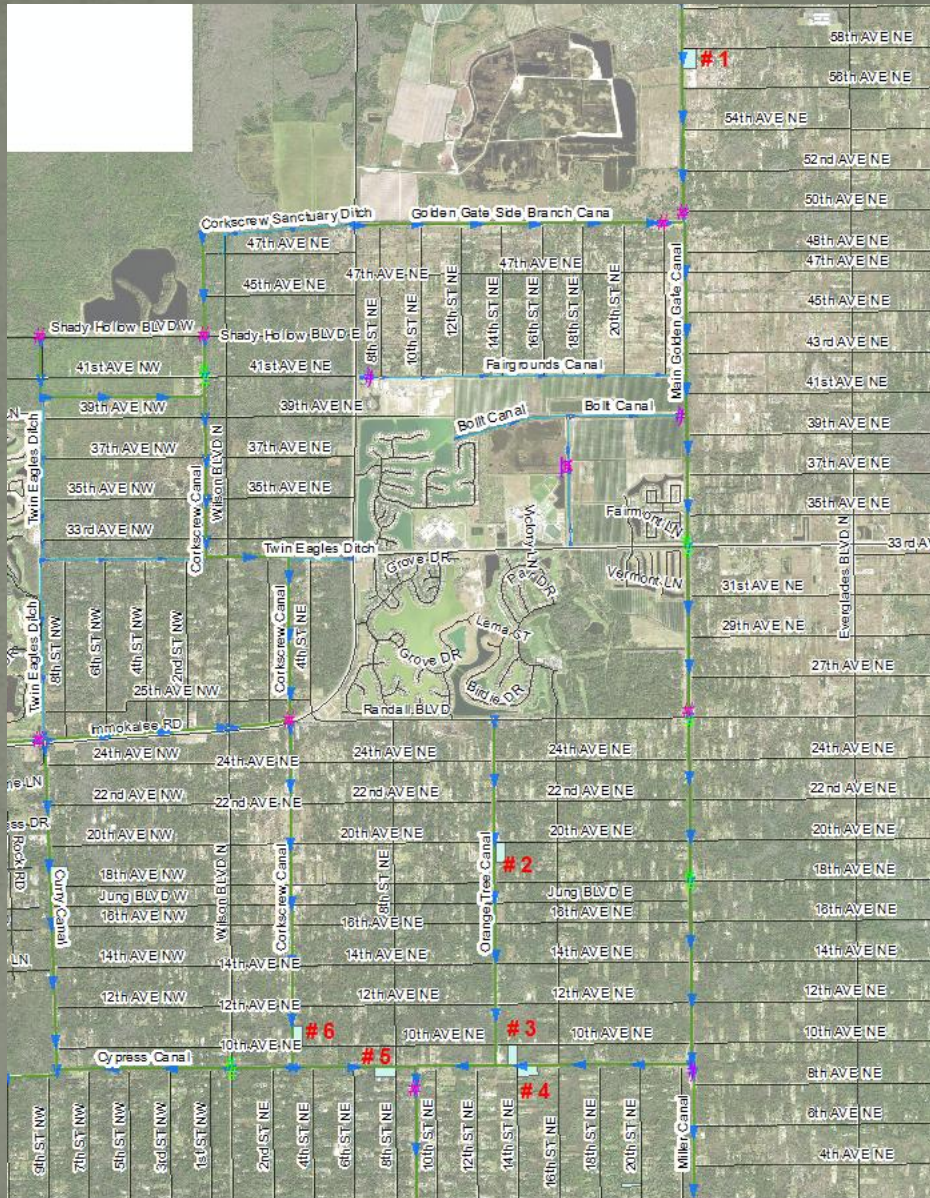 58th AVE NE
# 1
56th AVE NE
54th AVE NE
52nd AVE NE
50th AVE NE
Corkscrew Sanctuary Ditch
Golden Gate Side Branch Cana
47th AVE NE
47th AVE NE
47th AVE NE
48th AVE NE
47th AVE NE
45th AVE NE
45th AVE NE
8th ST NE
10th ST NE
12th ST NE
14th ST NE
16th ST NE
18th ST NE
20th ST NE
Main Golden Gate Canal
Shady Hollow BLVD W
Shady Hollow BLVD E
43rd AVE NE
41st AVE NW
41st AVE NE
Fairgrounds Canal
41st AVE NE
39th AVE NW
39th AVE NE
Bollt Canal
Bollt Canal
39th AVE NE
Twin Eagles Ditch
37th AVE NW
Corkscrew Canal
Wilson BLVD N
37th AVE NE
37th AVE NE
35th AVE NW
35th AVE NE
35th AVE NE
33rd AVE NW
Victory LN
Fairmont LN
Everglades BLVD N
Twin Eagles Ditch
33rd AV
Grove DR
Park DR
Vermont LN
31st AVE NE
Twin Eagles Ditch
8th ST NW
6th ST NW
4th ST NW
2nd ST NW
Corkscrew Canal
4th ST NE
Lema CT
29th AVE NE
Grove DR
Birdie DR
27th AVE NE
25th AVE NW
Randall BLVD
Immokalee RD
24th AVE NW
24th AVE NE
24th AVE NE
24th AVE NE
24th AVE NE
me LN
22nd AVE NW
22nd AVE NE
22nd AVE NE
22nd AVE NE
22nd AVE NE
ess DR
20th AVE NW
20th AVE NE
20th AVE NE
20th AVE NE
Rock RD
# 2
18th AVE NW
Wilson BLVD N
Corkscrew Canal
8th ST NE
Orange Tree Canal
18th AVE NE
Curry Canal
Jung BLVD W
Jung BLVD E
16th AVE NW
16th AVE NE
16th AVE NE
16th AVE NE
LN
14th AVE NW
14th AVE NE
14th AVE NE
14th AVE NE
14th AVE NE
12th AVE NW
12th AVE NE
12th AVE NE
12th AVE NE
12th AVE NE
# 6
10th AVE NE
10th AVE NE
# 3
10th AVE NE
10th AVE NE
Cypress Canal
# 5
# 4
8th AVE NE
9th ST NW
7th ST NW
5th ST NW
3rd ST NW
1st ST NW
2nd ST NE
4th ST NE
6th ST NE
8th ST NE
10th ST NE
12th ST NE
14th ST NE
16th ST NE
18th ST NE
20th ST NE
Miller Canal
6th AVE NE
4th AVE NE